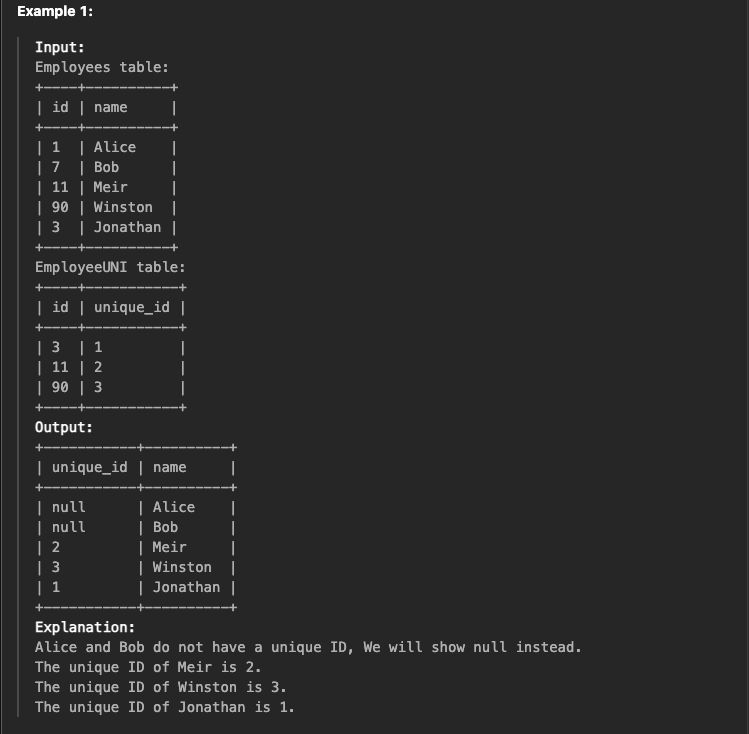 Example 1:
Input:
Employees table:
+----+----------+
| id | name     |
+----+----------+
| 1  | Alice    |
| 7  | Bob      |
| 11 | Meir     |
| 90 | Winston  |
| 3  | Jonathan |
+----+----------+
EmployeeUNI table:
+----+-----------+
| id | unique_id |
+----+-----------+
| 3  | 1         |
| 11 | 2         |
| 90 | 3         |
+----+-----------+
Output:
+-----------+----------+
| unique_id | name     |
+-----------+----------+
| null      | Alice    |
| null      | Bob      |
| 2         | Meir     |
| 3         | Winston  |
| 1         | Jonathan |
+-----------+----------+
Explanation:
Alice and Bob do not have a unique ID, We will show null instead.
The unique ID of Meir is 2.
The unique ID of Winston is 3.
The unique ID of Jonathan is 1.